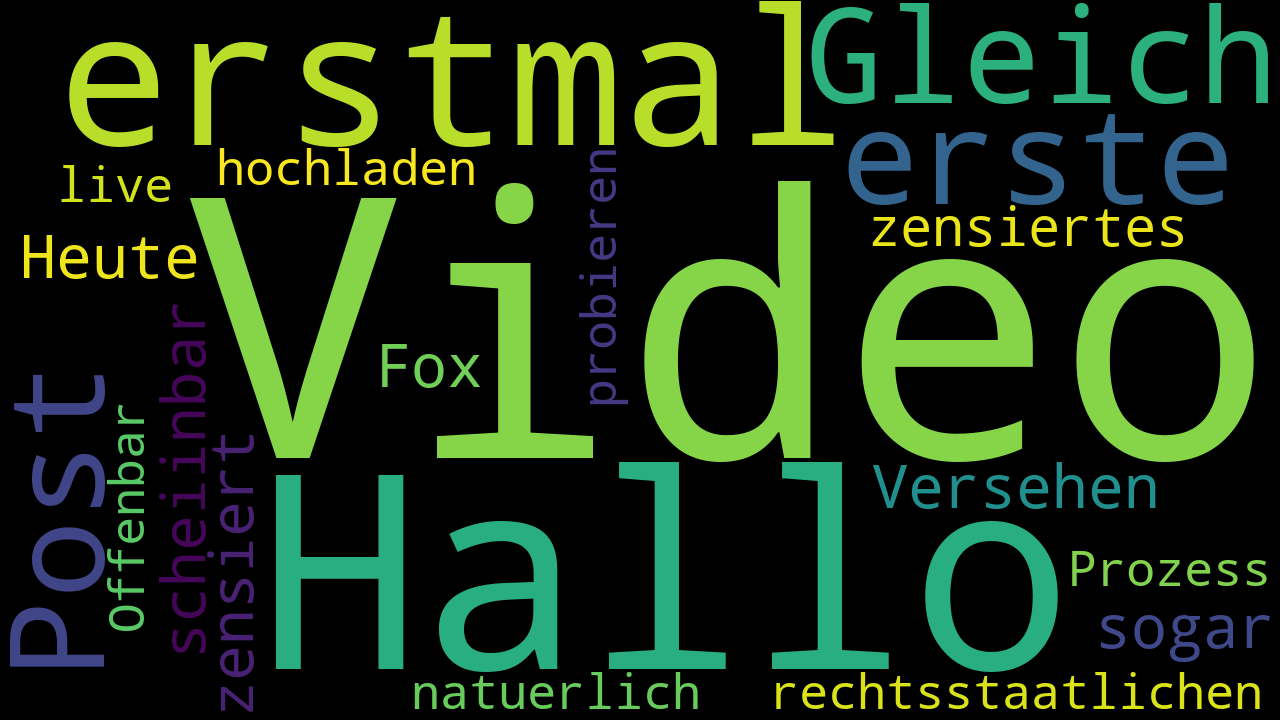 erstmal
Gleich
erste
live
hochladen
probieren
zensiertes
Heute
Video
Fox
Post
Offenbar
scheinbar
zensiert
Hallo
Versehen
Prozess
sogar
natuerlich
rechtsstaatlichen